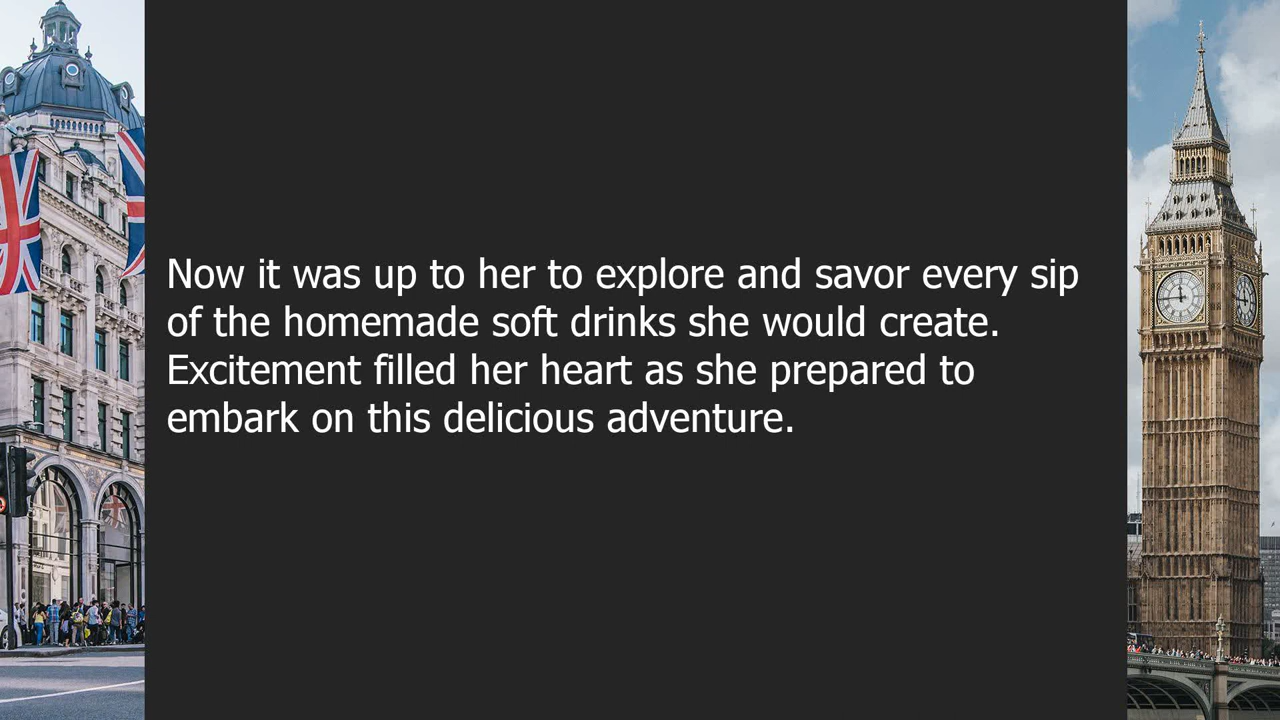 Now it was up to her to explore and savor every sip
of the homemade soft drinks she would create.
Excitement filled her heart as she prepared to
embark on this delicious adventure.